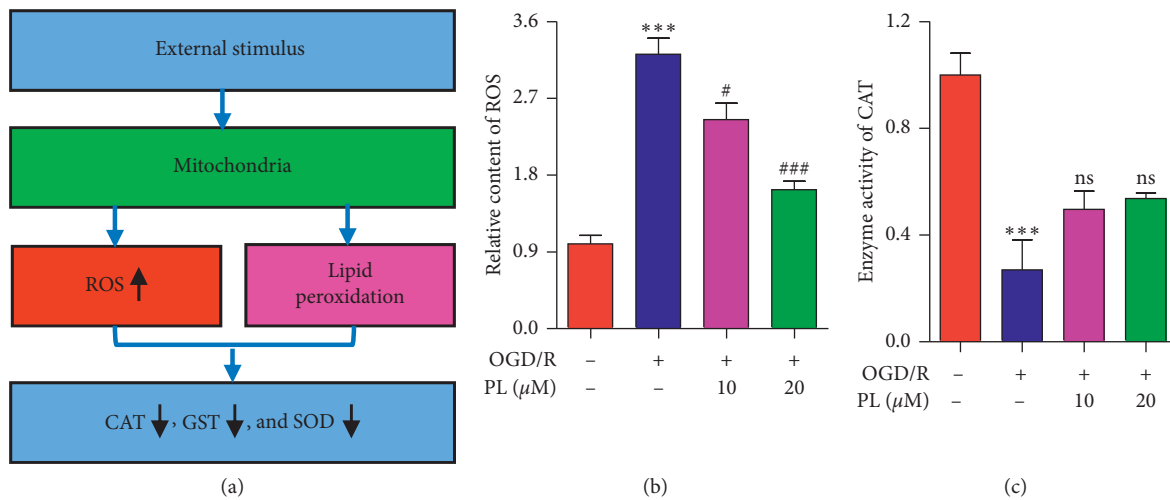 External stimulus
Mitochondria
ROS
Lipid
peroxidation
CAT , GST , and SOD
(a)
Relative content of ROS
3.6
2.7
1.8
0.9
0.0
***
#
###
OGD/R – + + +
PL (μM) – – 10 20
(b)
Enzyme activity of CAT
1.2
1.2
0.4
0.0
***
ns
ns
OGD/R – + + +
PL (μM) – – 10 20
(c)